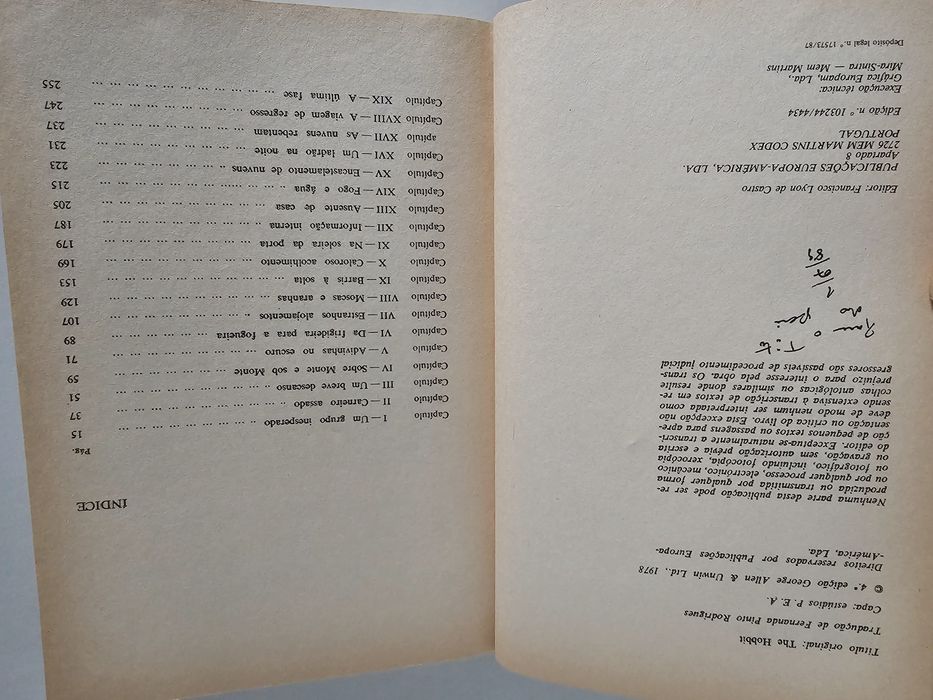 Título original: The Hobbit
Tradução de Fernanda Pinto Rodrigues
Capa: estúdios P. E. A.
© 4.ª edição George Allen & Unwin Ltd., 1978
Direitos reservados por Publicações Europa-
-América, Lda.
Nenhuma parte desta publicação pode ser re-
produzida ou transmitida por qualquer forma
ou por qualquer processo, electrónico, mecânico
ou fotográfico, incluindo fotocópia, xerocópia
ou gravação, sem autorização prévia e escrita
do editor. Exceptua-se naturalmente a transcri-
ção de pequenos textos ou passagens para apre-
sentação ou crítica do livro. Esta excepção não
deve de modo nenhum ser interpretada como
sendo extensiva à transcrição de textos em re-
colhas antológicas ou similares donde resulte
prejuízo para o interesse pela obra. Os trans-
gressores são passíveis de procedimento judicial
Editor: Francisco Lyon de Castro
PUBLICAÇÕES EUROPA-AMÉRICA, LDA.
Apartado 8
2726 MEM MARTINS CODEX
PORTUGAL
Edição n.º 103244/4434
Execução técnica:
Gráfica Europam, Lda.,
Mira-Sintra — Mem Martins
Depósito legal n.º 17573/87
ÍNDICE
Pág.
Capítulo I — Um grupo inesperado ... 15
Capítulo II — Carneiro assado ... 37
Capítulo III — Um breve descanso ... 51
Capítulo IV — Sobre Monte e sob Monte ... 59
Capítulo V — Adivinhas no escuro ... 71
Capítulo VI — Da frigideira para a fogueira ... 89
Capítulo VII — Estranhos alojamentos ... 107
Capítulo VIII — Moscas e aranhas ... 129
Capítulo IX — Barris à solta ... 153
Capítulo X — Caloroso acolhimento ... 169
Capítulo XI — Na soleira da porta ... 179
Capítulo XII — Informação interna ... 187
Capítulo XIII — Ausente de casa ... 205
Capítulo XIV — Fogo e água ... 215
Capítulo XV — Encastelamento de nuvens ... 223
Capítulo XVI — Um ladrão na noite ... 231
apítulo XVII — As nuvens rebentam ... 237
Capítulo XVIII — A viagem de regresso ... 247
Capítulo XIX — A última fase ... 255